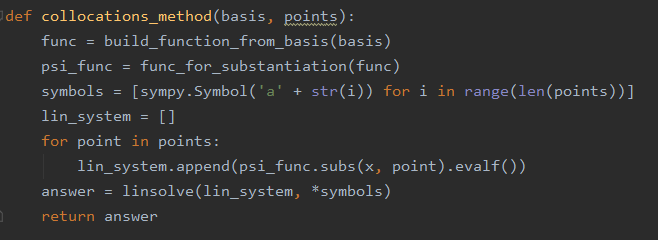 def collocations_method(basis, points):
    func = build_function_from_basis(basis)
    psi_func = func_for_substantiation(func)
    symbols = [sympy.Symbol('a' + str(i)) for i in range(len(points))]
    lin_system = []
    for point in points:
        lin_system.append(psi_func.subs(x, point).evalf())
    answer = linsolve(lin_system, *symbols)
    return answer